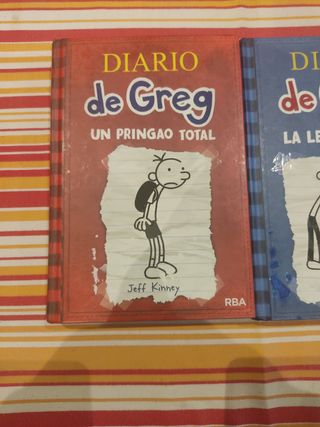 DIARIO
de Greg
UN PRINGAO TOTAL
Jeff Kinney
RBA
DI
de
LA LE